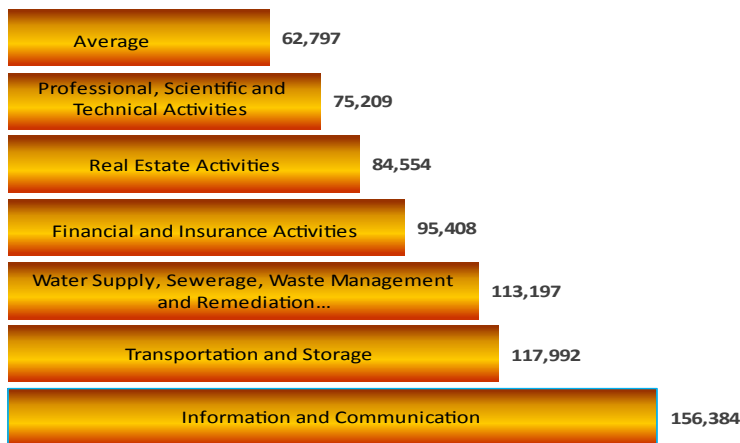 Average
62,797
Professional, Scientific and
Technical Activities
75,209
Real Estate Activities
84,554
Financial and Insurance Activities
95,408
Water Supply, Sewerage, Waste Management
and Remediation...
113,197
Transportation and Storage
117,992
Information and Communication
156,384